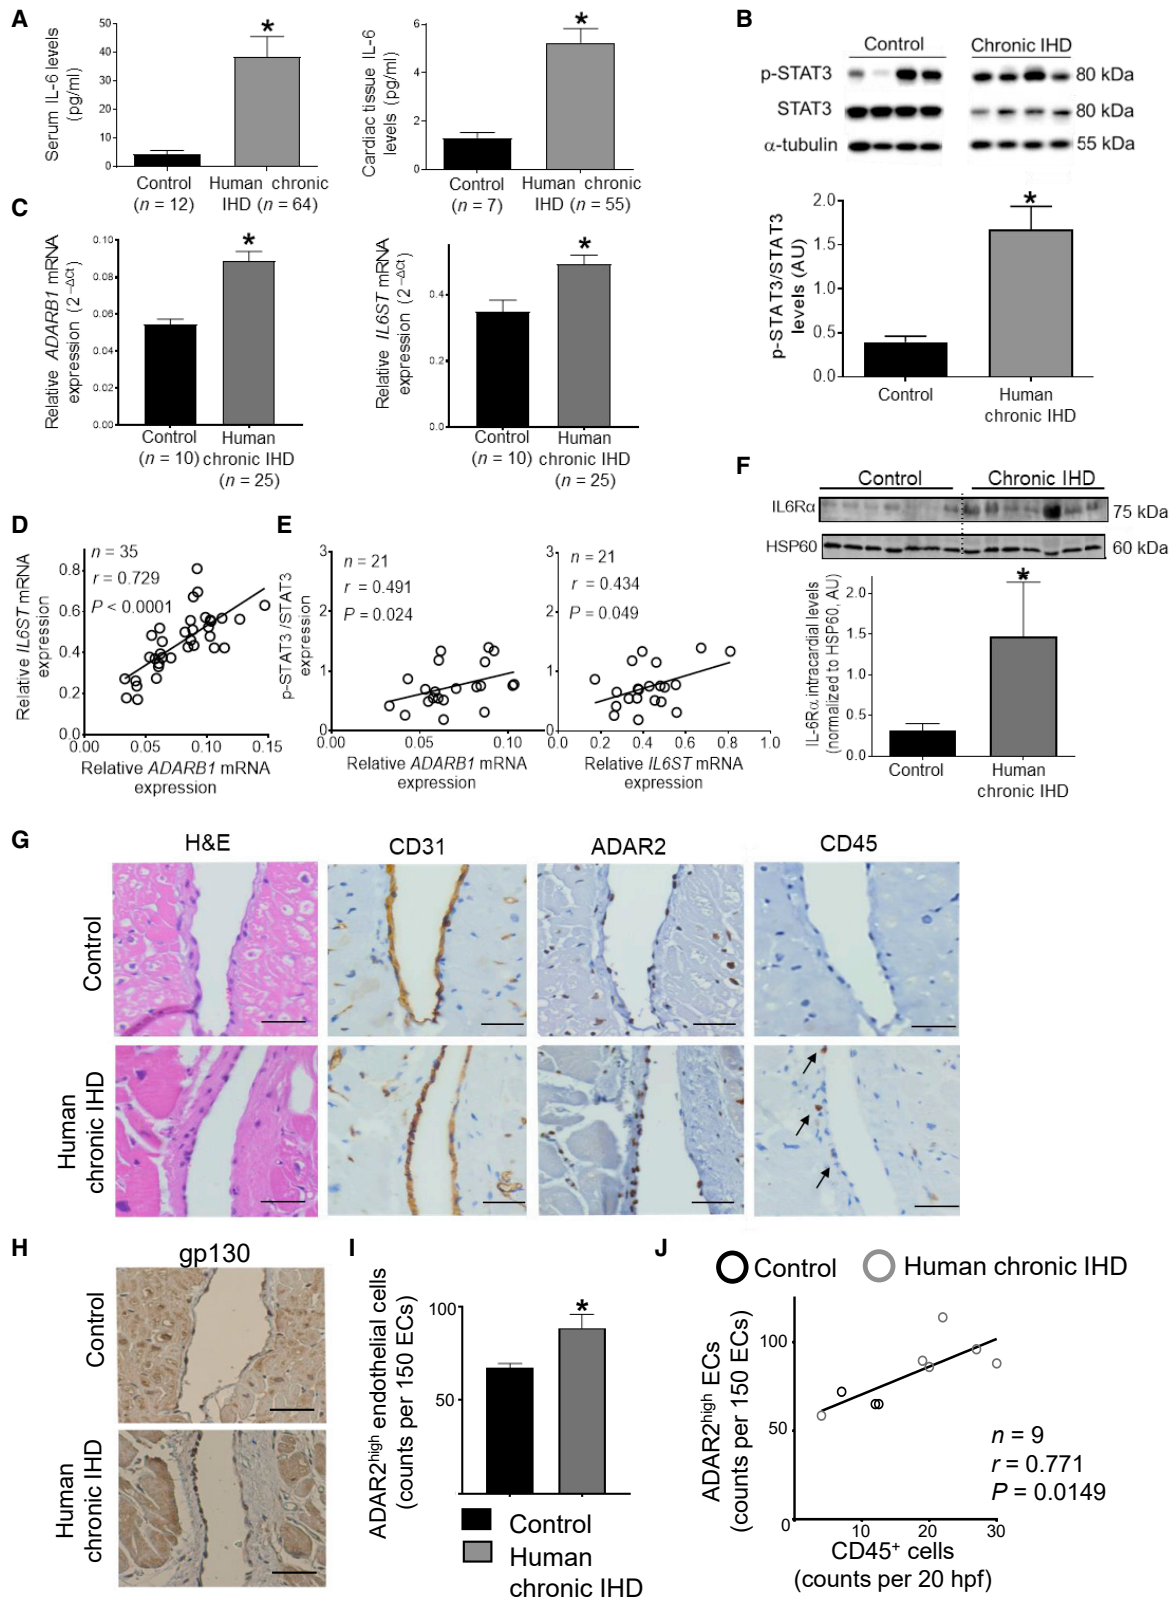 A
Serum IL-6 levels
(pg/ml)
50
40
30
20
10
0
*
Control
(n = 12)
Human chronic
IHD (n = 64)
Cardiac tissue IL-6
levels (pg/ml)
6
4
2
0
*
Control
(n = 7)
Human chronic
IHD (n = 55)
B
Control
Chronic IHD
p-STAT3
80 kDa
STAT3
80 kDa
α-tubulin
55 kDa
p-STAT3/STAT3
levels (AU)
2.0
1.5
1.0
0.5
0.0
*
Control
Human
chronic IHD
C
Relative ADARB1 mRNA
expression (2−ΔCt)
0.10
0.08
0.06
0.04
0.02
0.00
*
Control
(n = 10)
Human
chronic IHD
(n = 25)
Relative IL6ST mRNA
expression (2−ΔCt)
0.4
0.2
0.0
*
Control
(n = 10)
Human
chronic IHD
(n = 25)
D
n = 35
r = 0.729
P < 0.0001
Relative IL6ST mRNA
expression
0.8
0.6
0.4
0.2
0
0.00
0.05
0.10
0.15
Relative ADARB1 mRNA
expression
E
n = 21
r = 0.491
P = 0.024
p-STAT3 /STAT3
expression
3
2
1
0
0.00
0.05
0.10
Relative ADARB1 mRNA
expression
n = 21
r = 0.434
P = 0.049
3
2
1
0
0.0
0.2
0.4
0.6
0.8
1.0
Relative IL6ST mRNA
expression
F
Control
Chronic IHD
IL6Rα
75 kDa
HSP60
60 kDa
IL-6Rα intracardial levels
(normalized to HSP60, AU)
2.0
1.5
1.0
0.5
0.0
*
Control
Human
chronic IHD
G
H&E
CD31
ADAR2
CD45
Control
Human
chronic IHD
H
gp130
Control
Human
chronic IHD
I
ADAR2high endothelial cells
(counts per 150 ECs)
100
50
*
Control
Human
chronic IHD
J
Control
Human chronic IHD
ADAR2high ECs
(counts per 150 ECs)
100
50
0
0
10
20
30
n = 9
r = 0.771
P = 0.0149
CD45+ cells
(counts per 20 hpf)